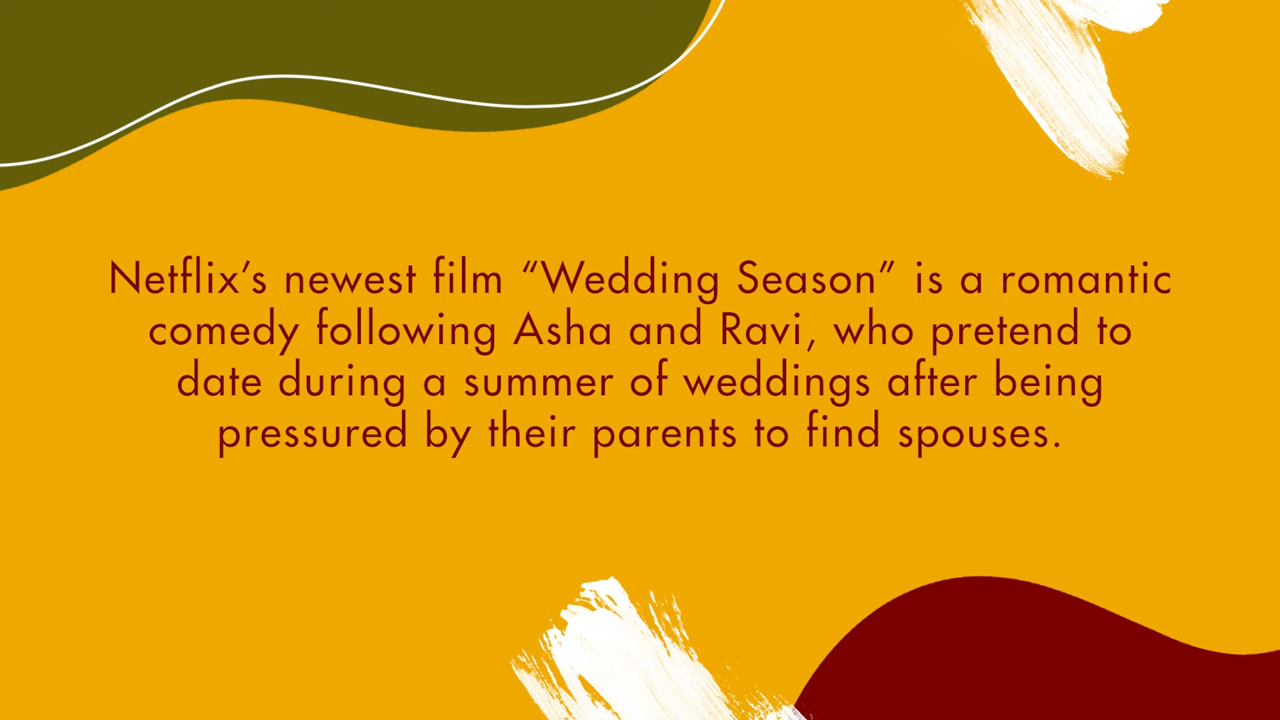 Netflix’s newest film “Wedding Season” is a romantic
comedy following Asha and Ravi, who pretend to
date during a summer of weddings after being
pressured by their parents to find spouses.